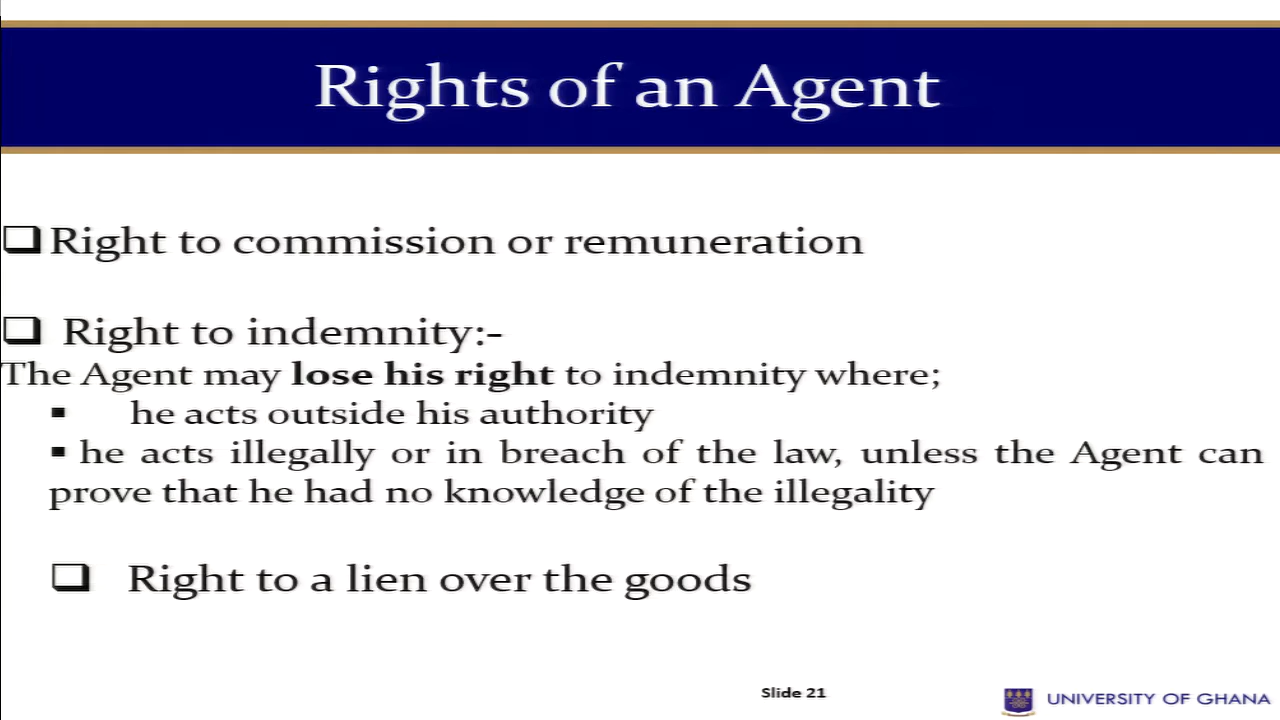 Rights of an Agent
❑ Right to commission or remuneration
❑ Right to indemnity:-
The Agent may lose his right to indemnity where;
▪ he acts outside his authority
▪ he acts illegally or in breach of the law, unless the Agent can
prove that he had no knowledge of the illegality
❑ Right to a lien over the goods
Slide 21
UNIVERSITY OF GHANA